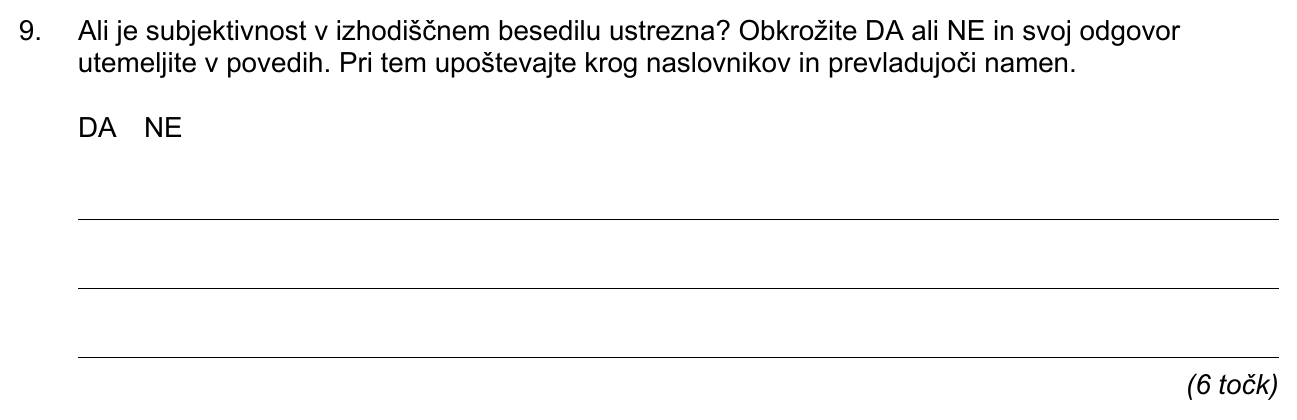 9. Ali je subjektivnost v izhodiščnem besedilu ustrezna? Obkrožite DA ali NE in svoj odgovor
utemeljite v povedih. Pri tem upoštevajte krog naslovnikov in prevladujoči namen.
DA NE
(6 točk)